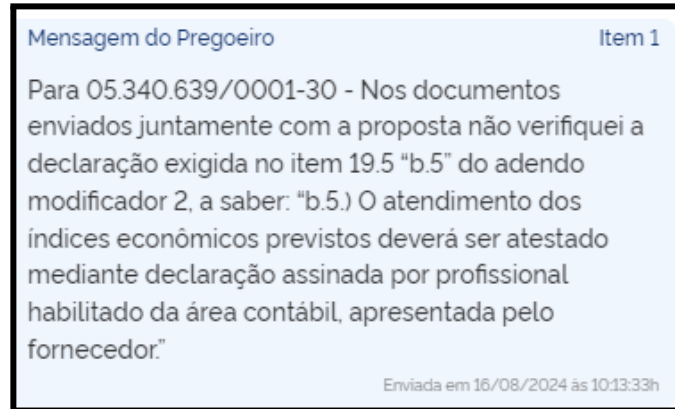 Mensagem do Pregoeiro Item 1
Para 05.340.639/0001-30 - Nos documentos
enviados juntamente com a proposta não verifiquei a
declaração exigida no item 19.5 “b.5” do adendo
modificador 2, a saber: “b.5.) O atendimento dos
índices econômicos previstos deverá ser atestado
mediante declaração assinada por profissional
habilitado da área contábil, apresentada pelo
fornecedor.”
Enviada em 16/08/2024 às 10:13:33h